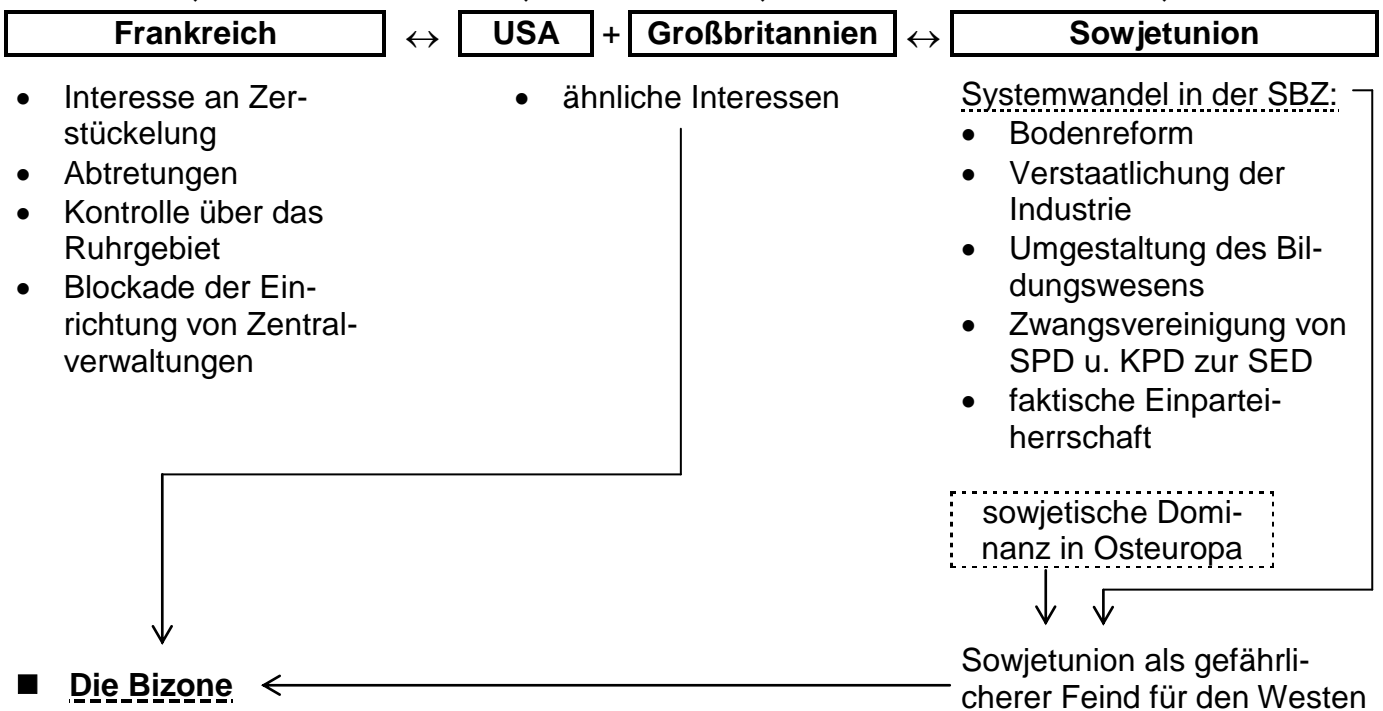 Frankreich ↔ USA + Großbritannien ↔ Sowjetunion
• Interesse an Zer-
stückelung
• Abtretungen
• Kontrolle über das
Ruhrgebiet
• Blockade der Ein-
richtung von Zentral-
verwaltungen
• ähnliche Interessen
Systemwandel in der SBZ:
• Bodenreform
• Verstaatlichung der
Industrie
• Umgestaltung des Bil-
dungswesens
• Zwangsvereinigung von
SPD u. KPD zur SED
• faktische Einpartei-
herrschaft
sowjetische Domi-
nanz in Osteuropa
Sowjetunion als gefährli-
cherer Feind für den Westen
■ Die Bizone